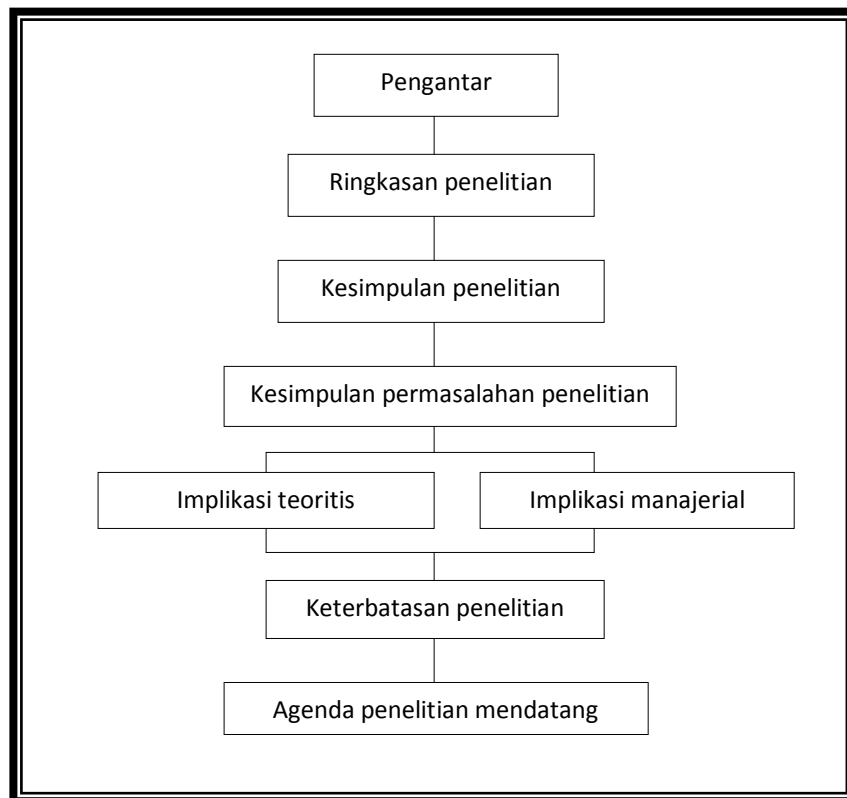 Pengantar
Ringkasan penelitian
Kesimpulan penelitian
Kesimpulan permasalahan penelitian
Implikasi teoritis
Implikasi manajerial
Keterbatasan penelitian
Agenda penelitian mendatang